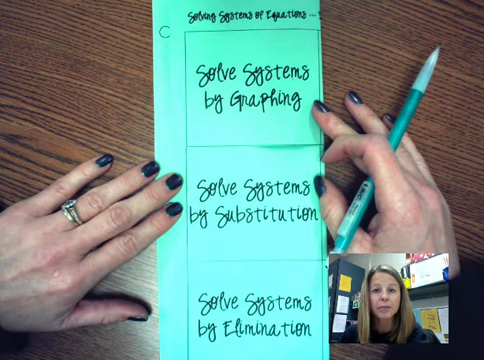 Solving Systems of Equations ...
C
Solve Systems
by Graphing
Solve Systems
by Substitution
Solve Systems
by Elimination